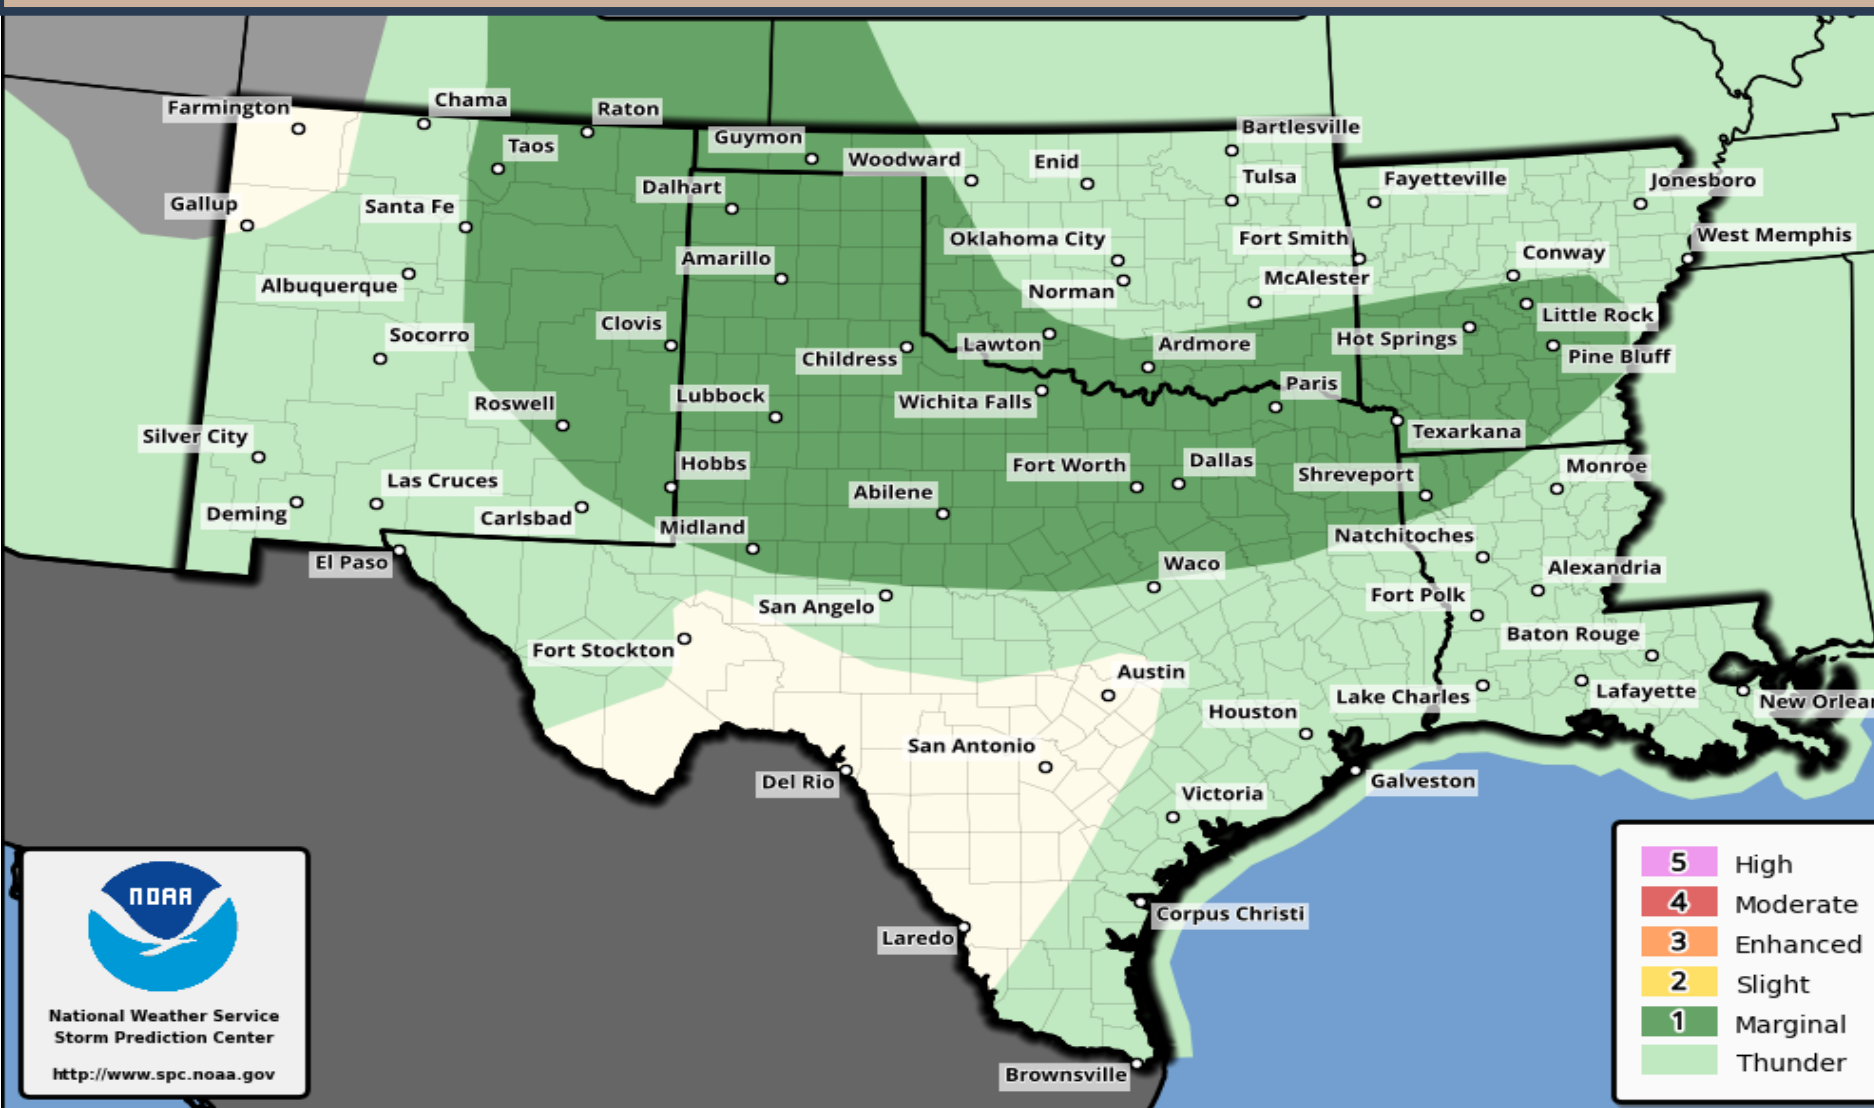 Farmington
Chama
Raton
Taos
Guymon
Woodward
Enid
Bartlesville
Tulsa
Fayetteville
Jonesboro
Dalhart
Gallup
Santa Fe
Oklahoma City
Fort Smith
West Memphis
Conway
Amarillo
Albuquerque
Norman
McAlester
Little Rock
Clovis
Socorro
Childress
Lawton
Ardmore
Hot Springs
Pine Bluff
Paris
Lubbock
Roswell
Wichita Falls
Texarkana
Silver City
Hobbs
Fort Worth
Dallas
Shreveport
Monroe
Las Cruces
Abilene
Deming
Carlsbad
Midland
Natchitoches
El Paso
Waco
Alexandria
San Angelo
Fort Polk
Fort Stockton
Baton Rouge
Austin
Lake Charles
Lafayette
New Orlear
Houston
San Antonio
Del Rio
Galveston
Victoria
Corpus Christi
Laredo
Brownsville
NOAA
National Weather Service
Storm Prediction Center
http://www.spc.noaa.gov
5 High
4 Moderate
3 Enhanced
2 Slight
1 Marginal
Thunder